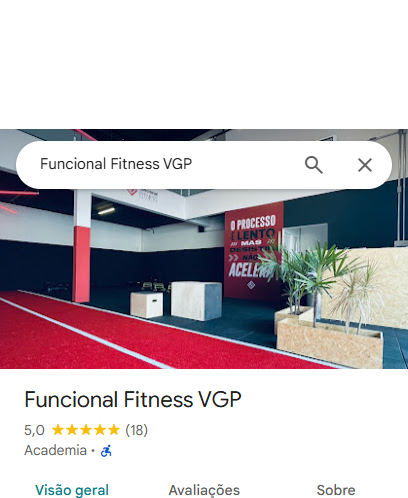 Funcional Fitness VGP
O PROCESSO
É LENTO
MAS
DESISTIR
NÃO
ACELERA
Funcional Fitness VGP
5,0 (18)
Academia ·
Visão geral
Avaliações
Sobre